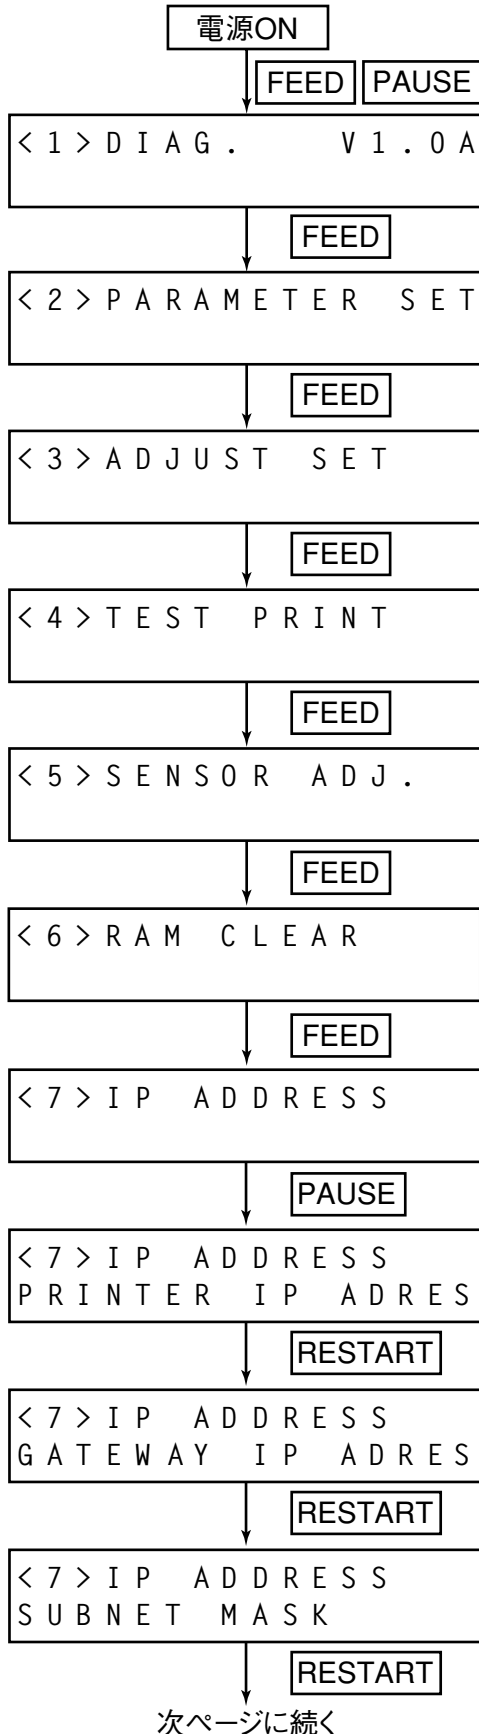 電源ON
FEED PAUSE
<1>DIAG. V1.0A
FEED
<2>PARAMETER SET
FEED
<3>ADJUST SET
FEED
<4>TEST PRINT
FEED
<5>SENSOR ADJ.
FEED
<6>RAM CLEAR
FEED
<7>IP ADDRESS
PAUSE
<7>IP ADDRESS
PRINTER IP ADRES
RESTART
<7>IP ADDRESS
GATEWAY IP ADRES
RESTART
<7>IP ADDRESS
SUBNET MASK
RESTART
次ページに続く